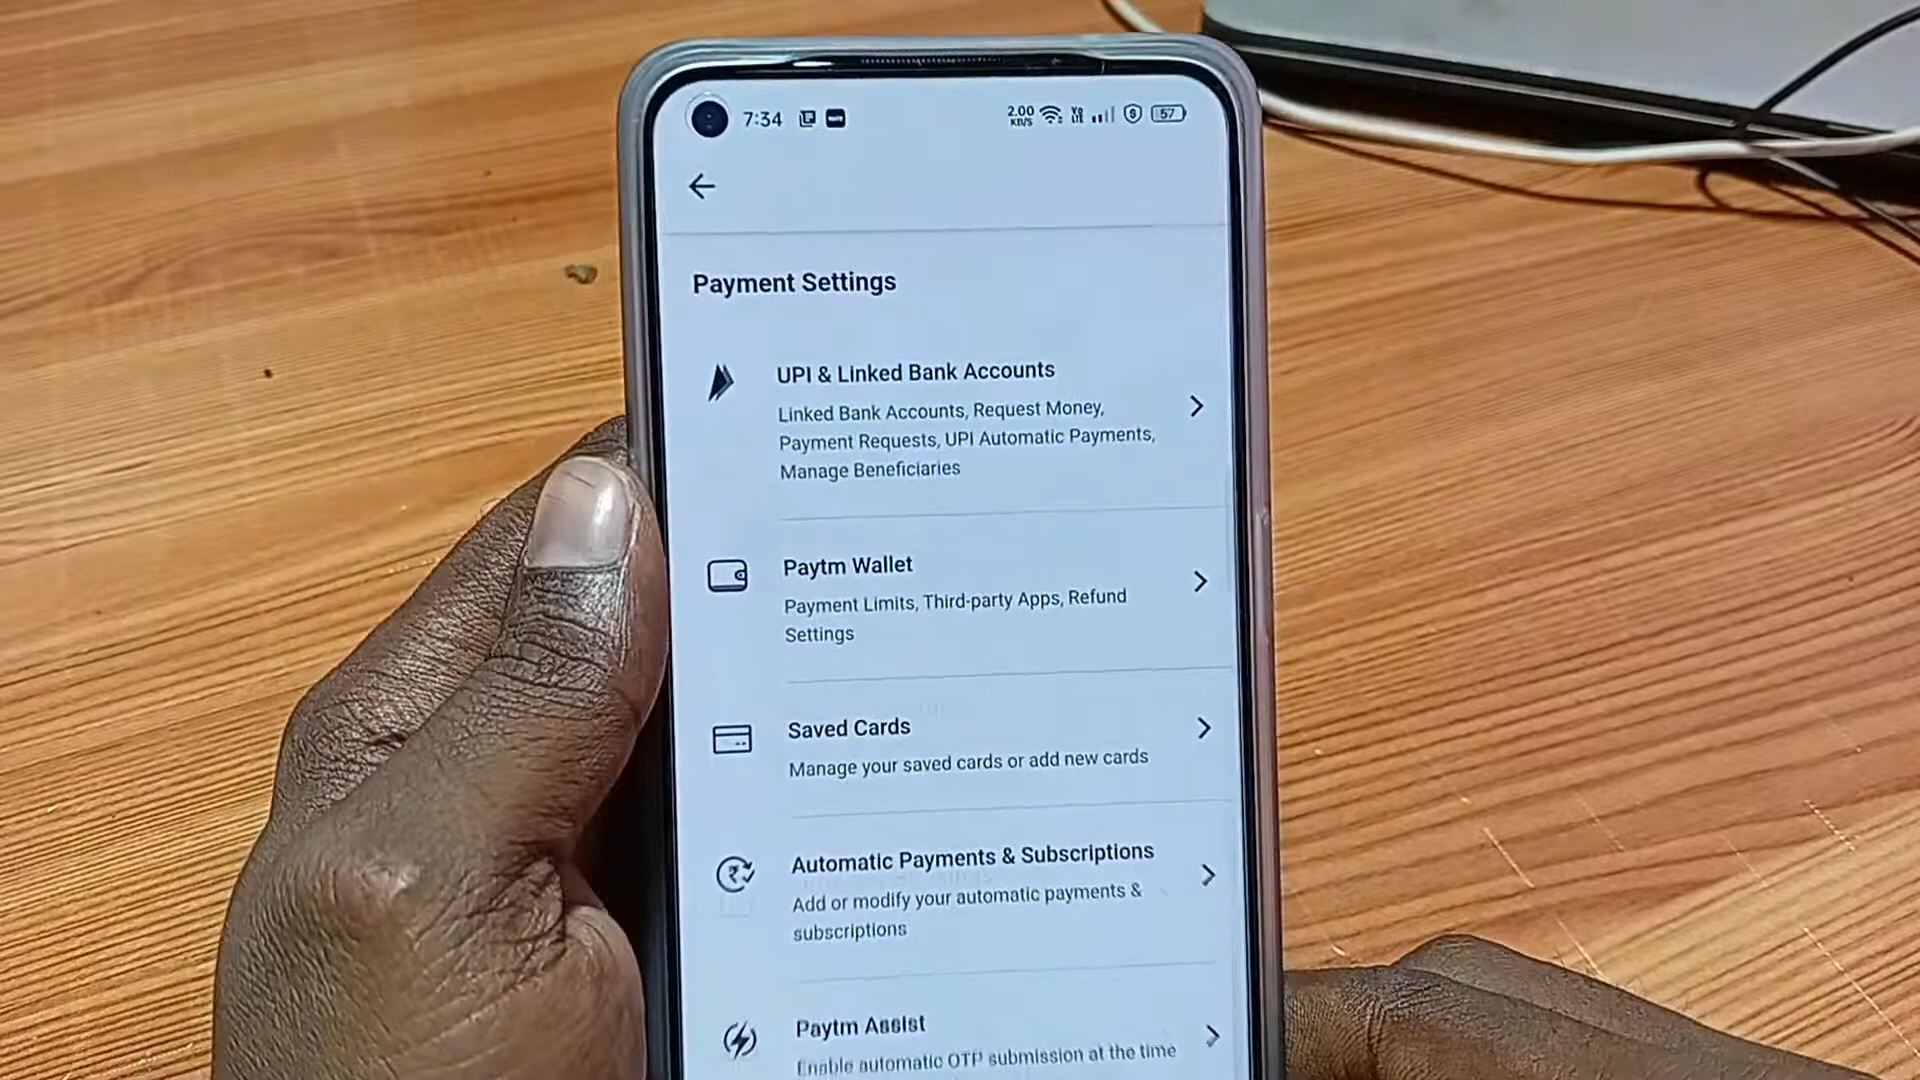 7:34
2.00
KB/S
57
Payment Settings
UPI & Linked Bank Accounts
Linked Bank Accounts, Request Money,
Payment Requests, UPI Automatic Payments,
Manage Beneficiaries
Paytm Wallet
Payment Limits, Third-party Apps, Refund
Settings
Saved Cards
Manage your saved cards or add new cards
Automatic Payments & Subscriptions
Add or modify your automatic payments &
subscriptions
Paytm Assist
Enable automatic OTP submission at the time